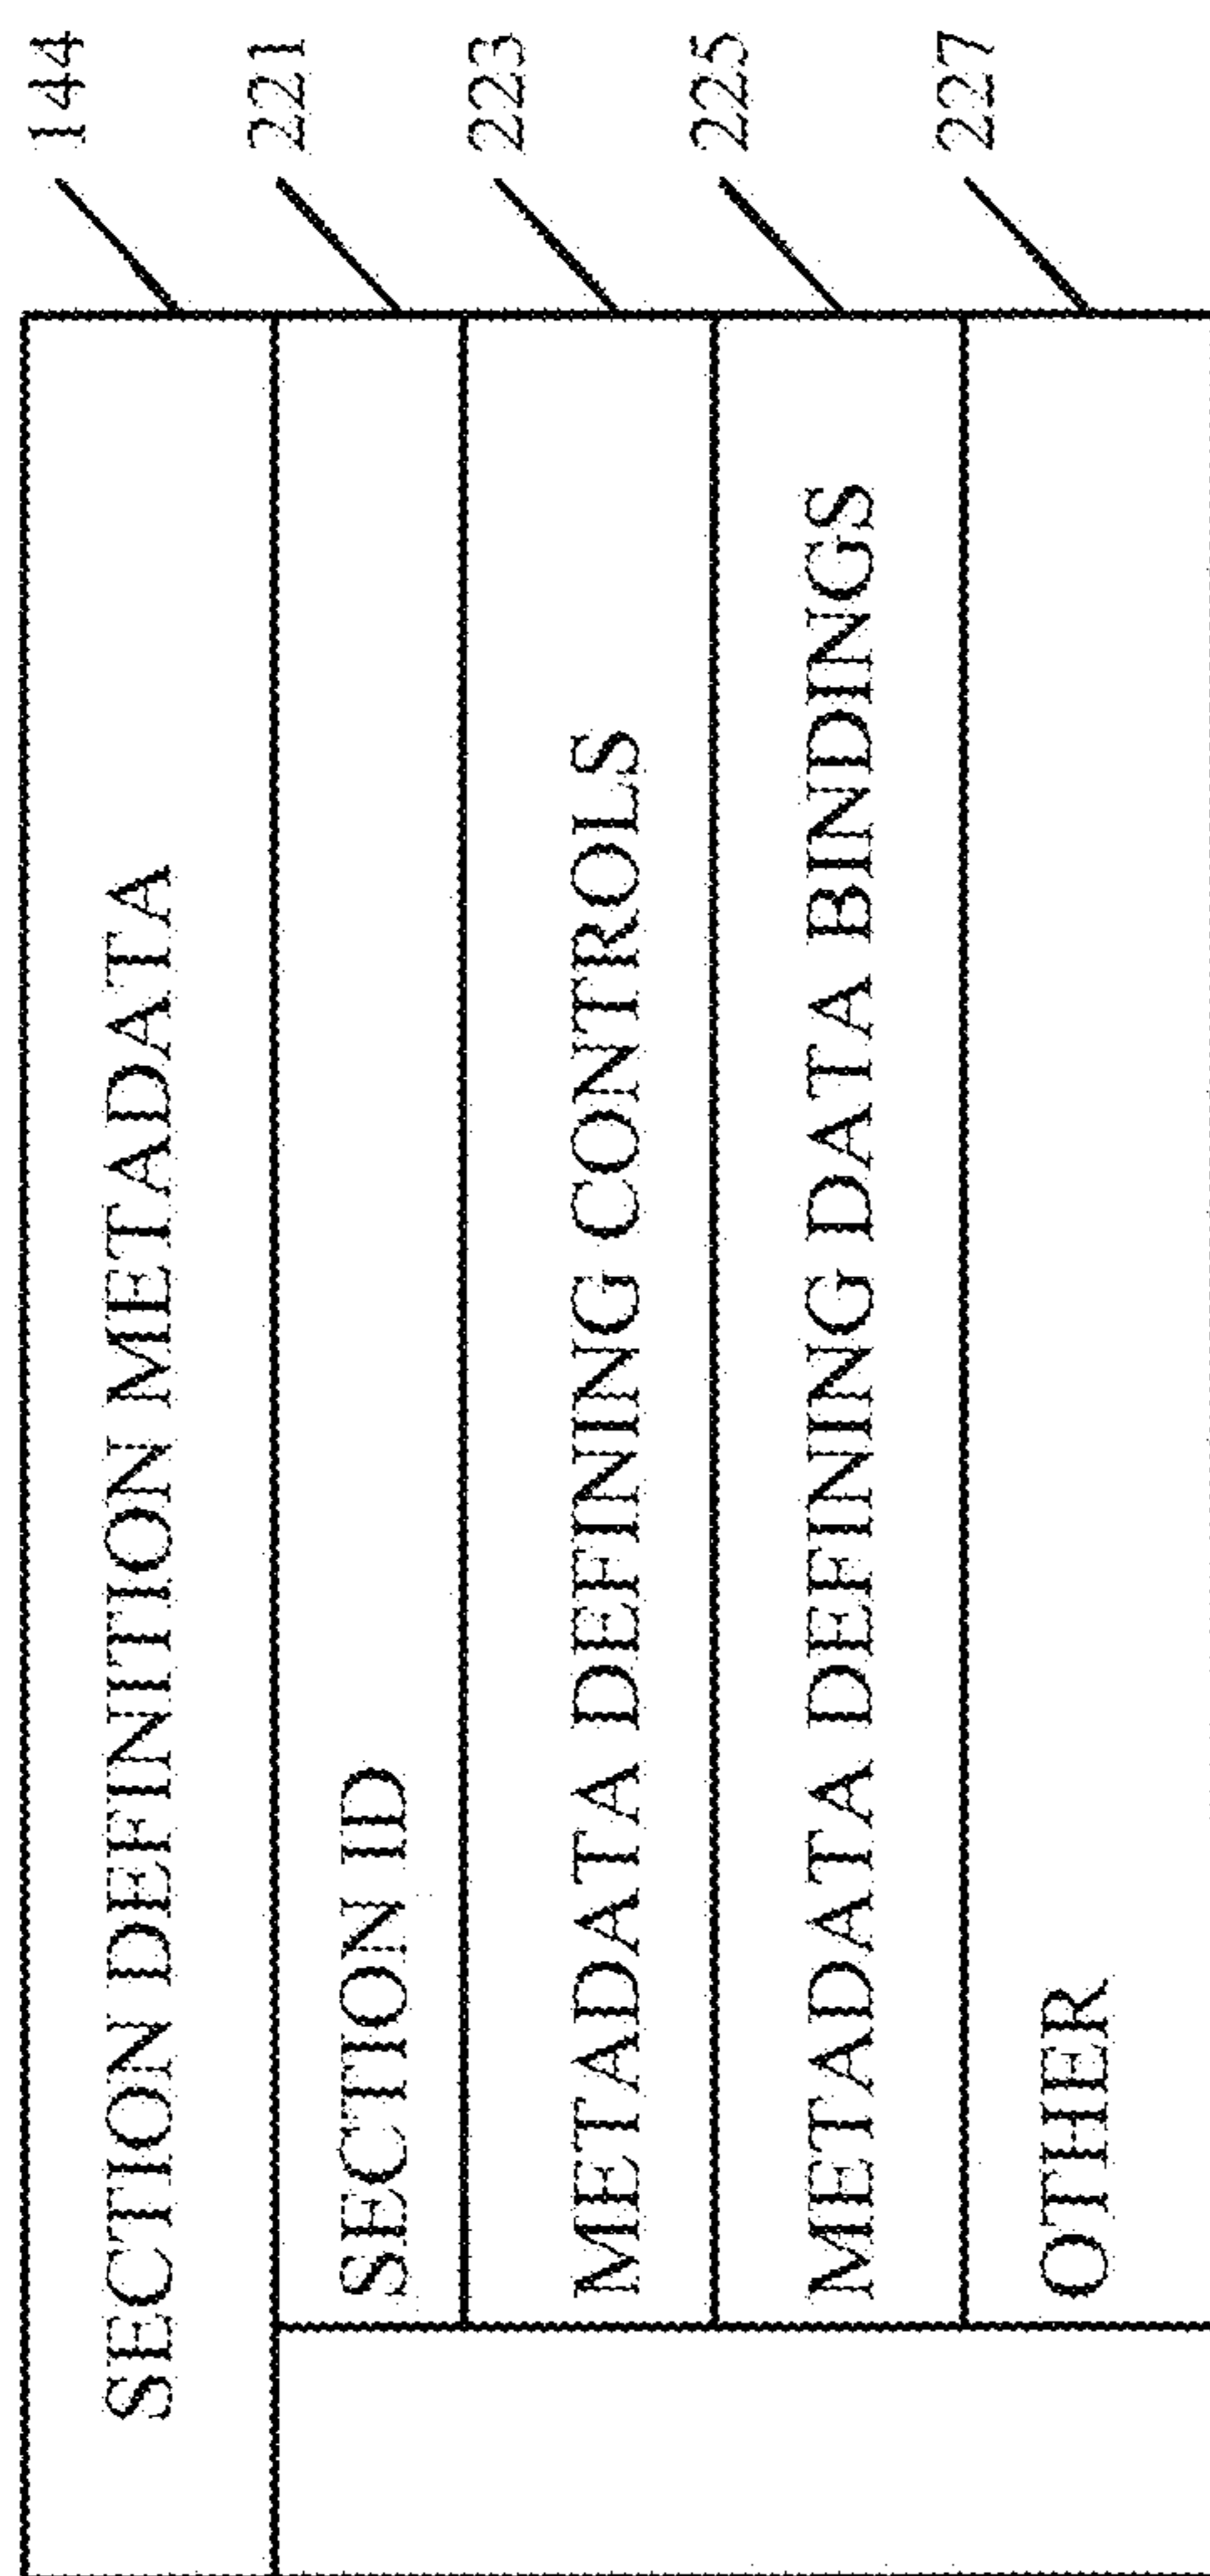 SECTION DEFINITION METADATA 144
SECTION ID 221
METADATA DEFINING CONTROLS 223
METADATA DEFINING DATA BINDINGS 225
OTHER 227